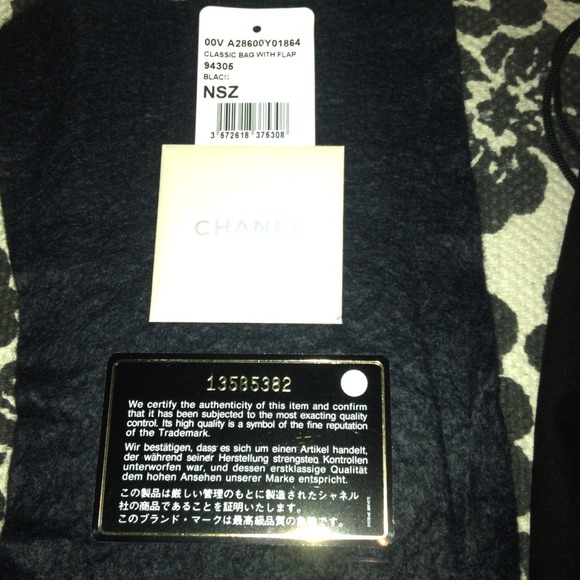 00V A28600Y01864
CLASSIC BAG WITH FLAP
94305
BLACK
NSZ
3 572618 375308
CHANEL
13585382
We certify the authenticity of this item and confirm
that it has been subjected to the most exacting quality
control. Its high quality is a symbol of the fine reputation
of the Trademark.
Wir bestätigen, dass es sich um einen Artikel handelt,
der während seiner Herstellung strengsten Kontrollen
unterworfen war, und dessen erstklassige Qualität
dem hohen Ansehen unserer Marke entspricht.
この製品は厳しい管理のもとに製造されたシャネル
社の商品であることを証明いたします。
このブランド・マークは最高級品質の象徴です。